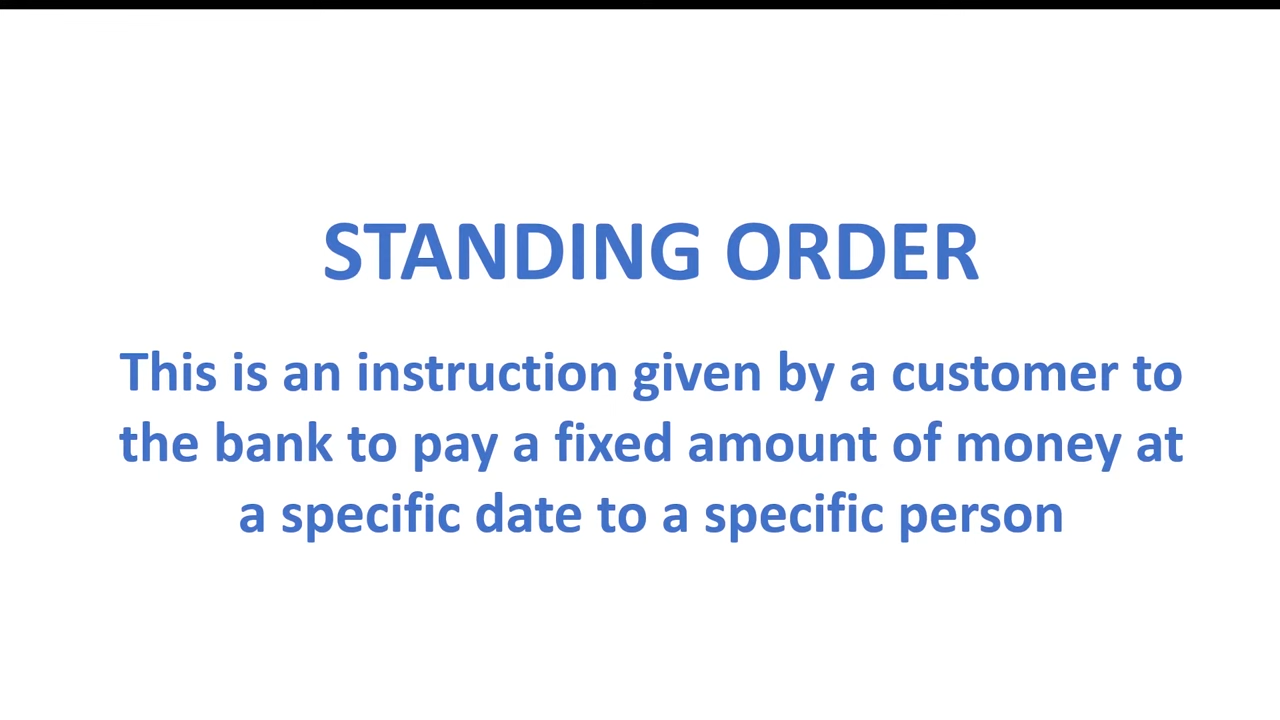 STANDING ORDER
This is an instruction given by a customer to
the bank to pay a fixed amount of money at
a specific date to a specific person